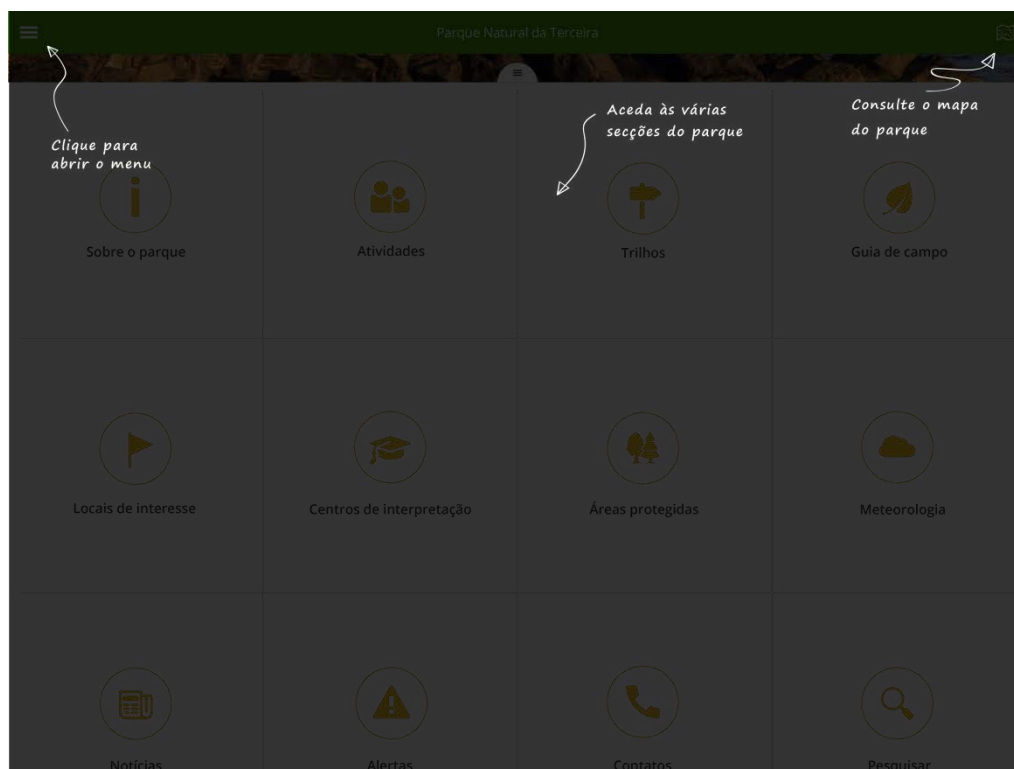 Parque Natural da Terceira
Clique para
abrir o menu
Aceda às várias
secções do parque
Consulte o mapa
do parque
Sobre o parque
Atividades
Trilhos
Guia de campo
Locais de interesse
Centros de interpretação
Áreas protegidas
Meteorologia
Notícias
Alertas
Contatos
Pesquisar